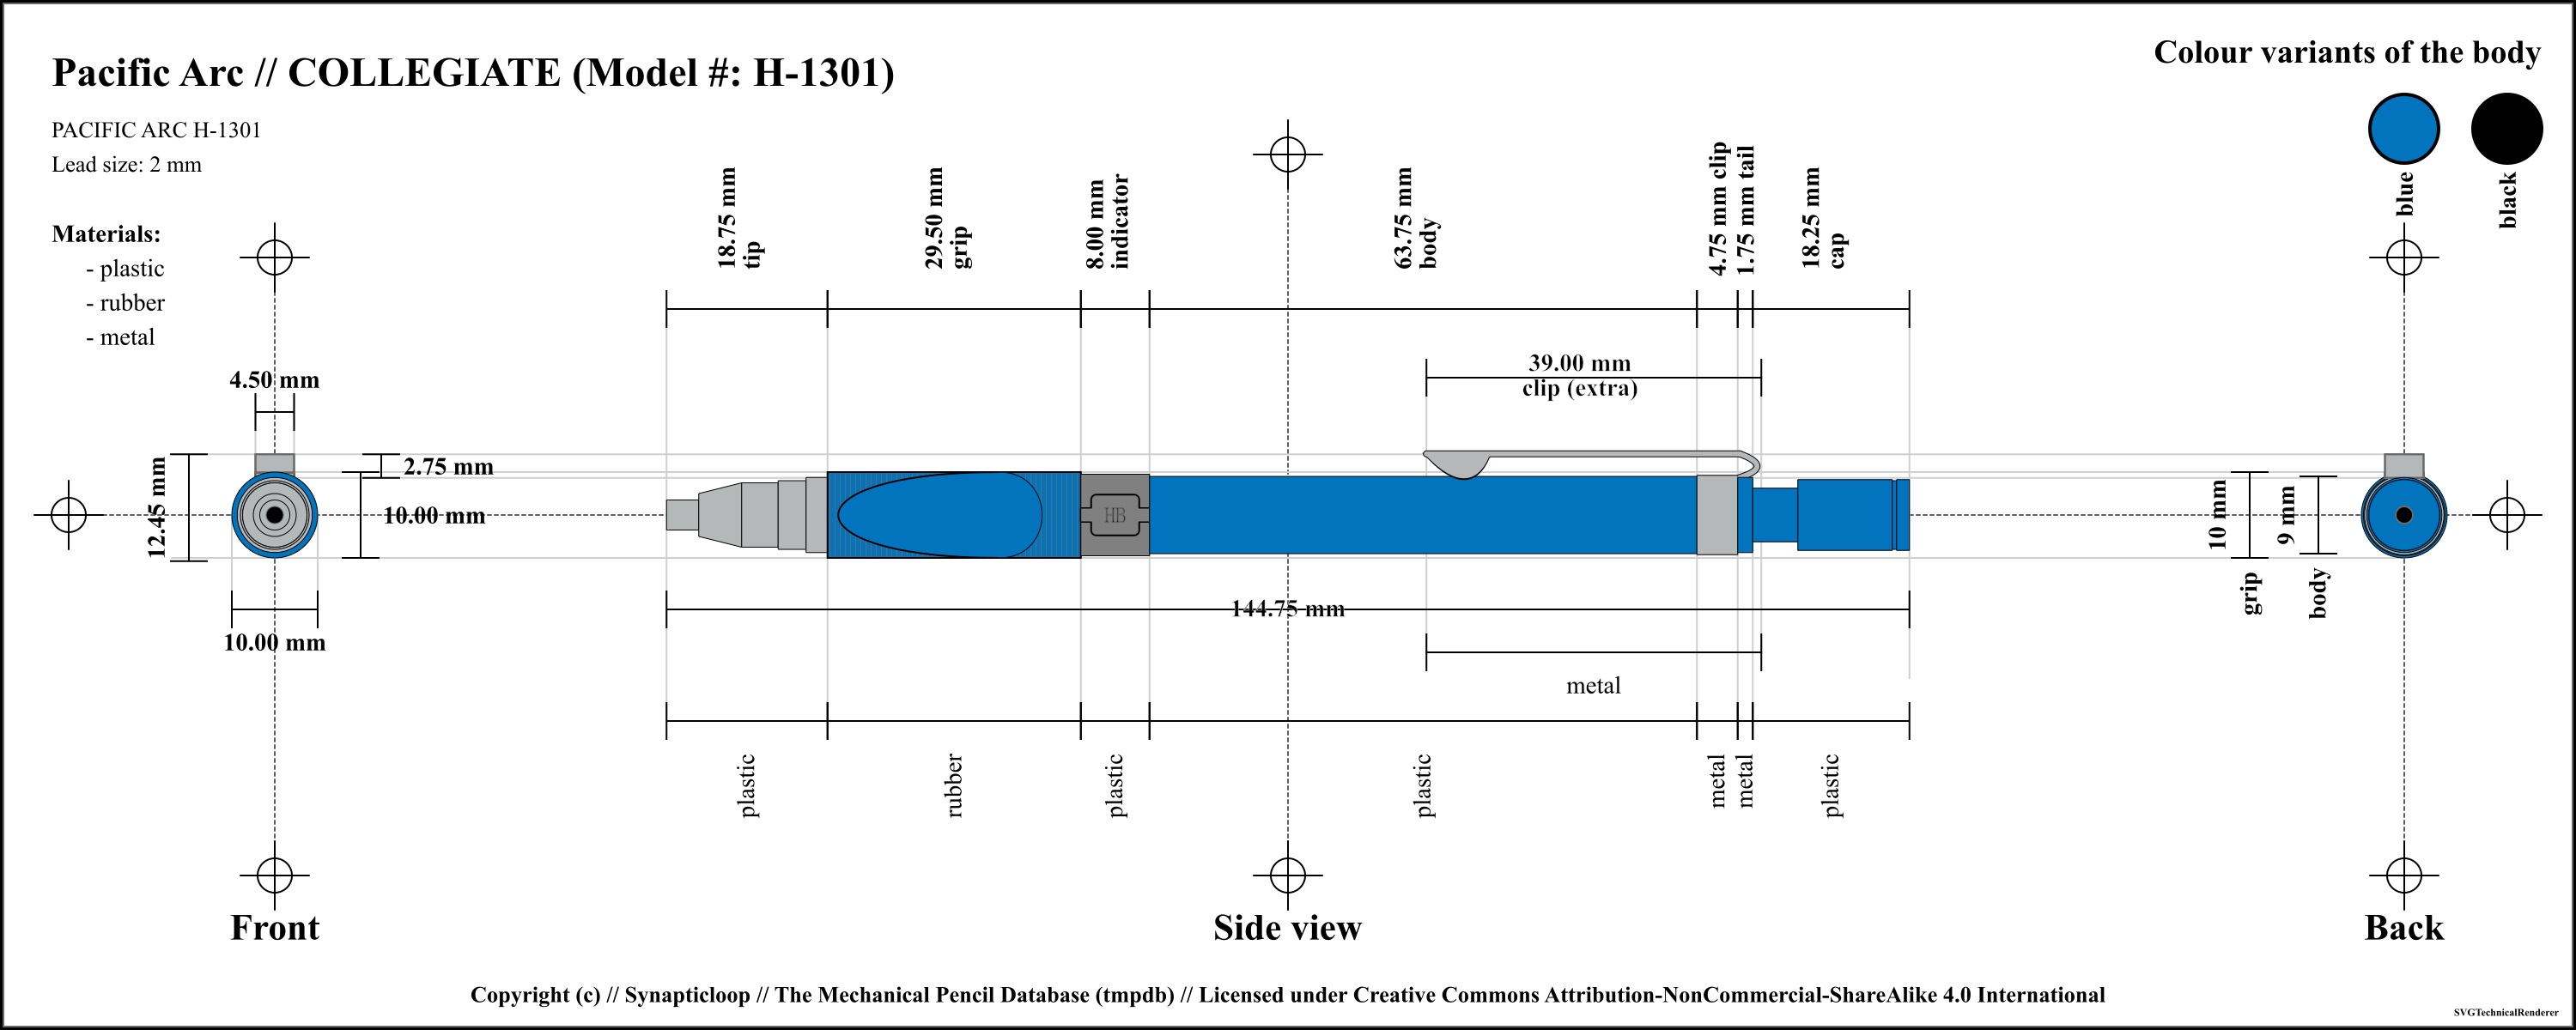 Pacific Arc // COLLEGIATE (Model #: H-1301)
Colour variants of the body
PACIFIC ARC H-1301
Lead size: 2 mm
blue
black
Materials:
- plastic
- rubber
- metal
18.75 mm
tip
29.50 mm
grip
8.00 mm
indicator
63.75 mm
body
4.75 mm clip
1.75 mm tail
18.25 mm
cap
39.00 mm
clip (extra)
4.50 mm
2.75 mm
12.45 mm
10.00 mm
10.00 mm
HB
144.75 mm
10 mm
grip
9 mm
body
metal
plastic
rubber
plastic
plastic
metal
metal
plastic
Front
Side view
Back
Copyright (c) // Synapticloop // The Mechanical Pencil Database (tmpdb) // Licensed under Creative Commons Attribution-NonCommercial-ShareAlike 4.0 International
SVGTechnicalRenderer